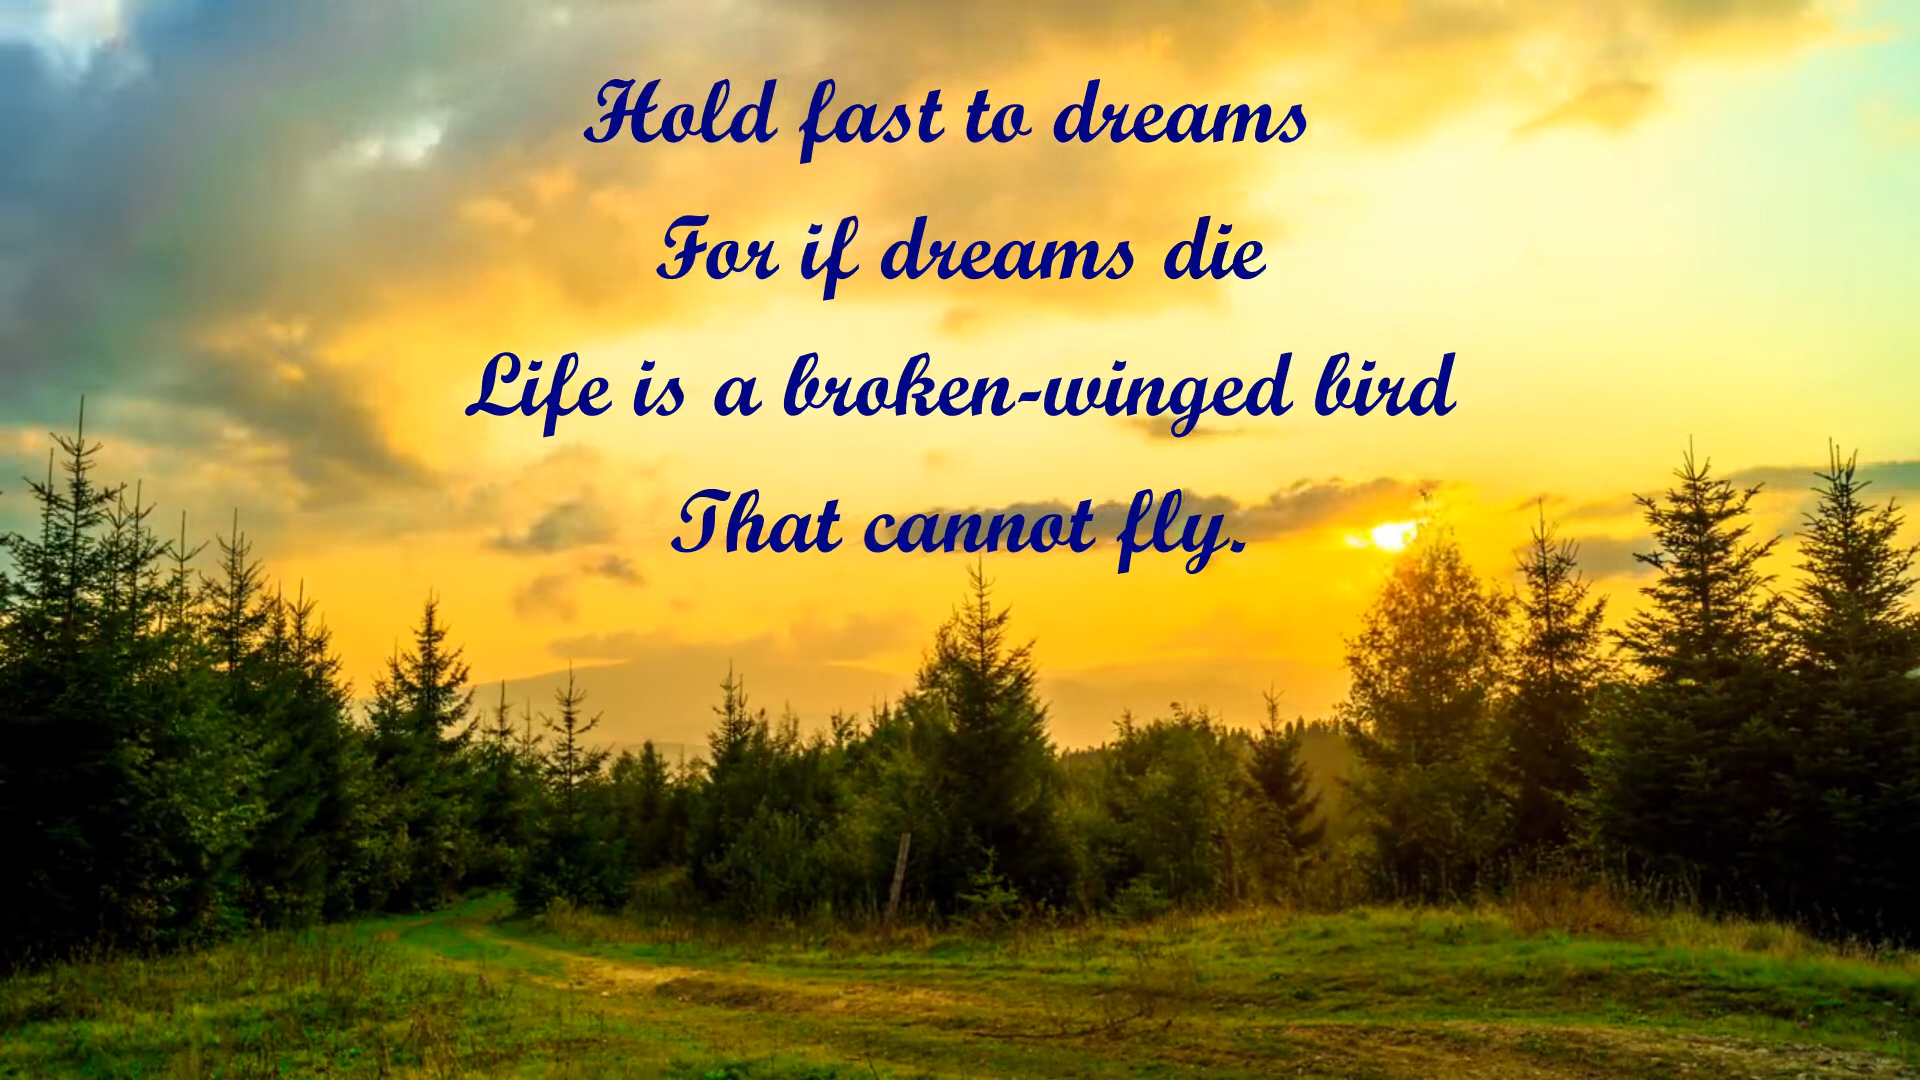 Hold fast to dreams
For if dreams die
Life is a broken-winged bird
That cannot fly.